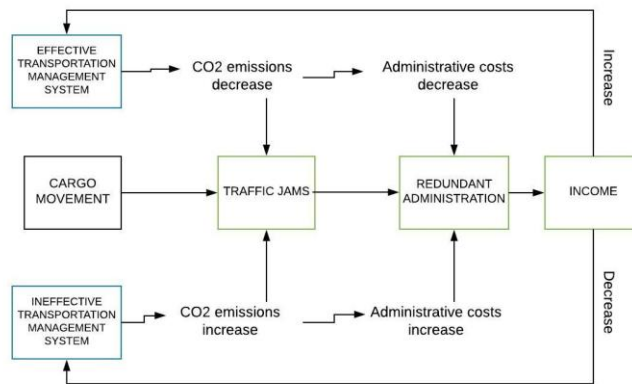 EFFECTIVE
TRANSPORTATION
MANAGEMENT
SYSTEM
CO2 emissions
decrease
Administrative costs
decrease
Increase
CARGO
MOVEMENT
TRAFFIC JAMS
REDUNDANT
ADMINISTRATION
INCOME
INEFFECTIVE
TRANSPORTATION
MANAGEMENT
SYSTEM
CO2 emissions
increase
Administrative costs
increase
Decrease